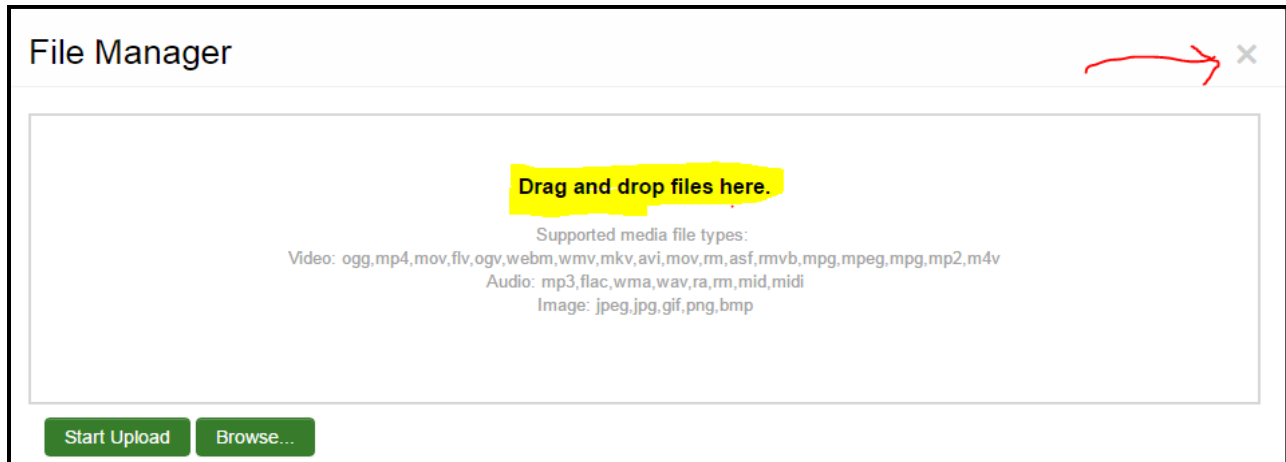 File Manager
×
Drag and drop files here.
Supported media file types:
Video: ogg,mp4,mov,flv,ogv,webm,wmv,mkv,avi,mov,rm,asf,rmvb,mpg,mpeg,mpg,mp2,m4v
Audio: mp3,flac,wma,wav,ra,rm,mid,midi
Image: jpeg,jpg,gif,png,bmp
Start Upload Browse...